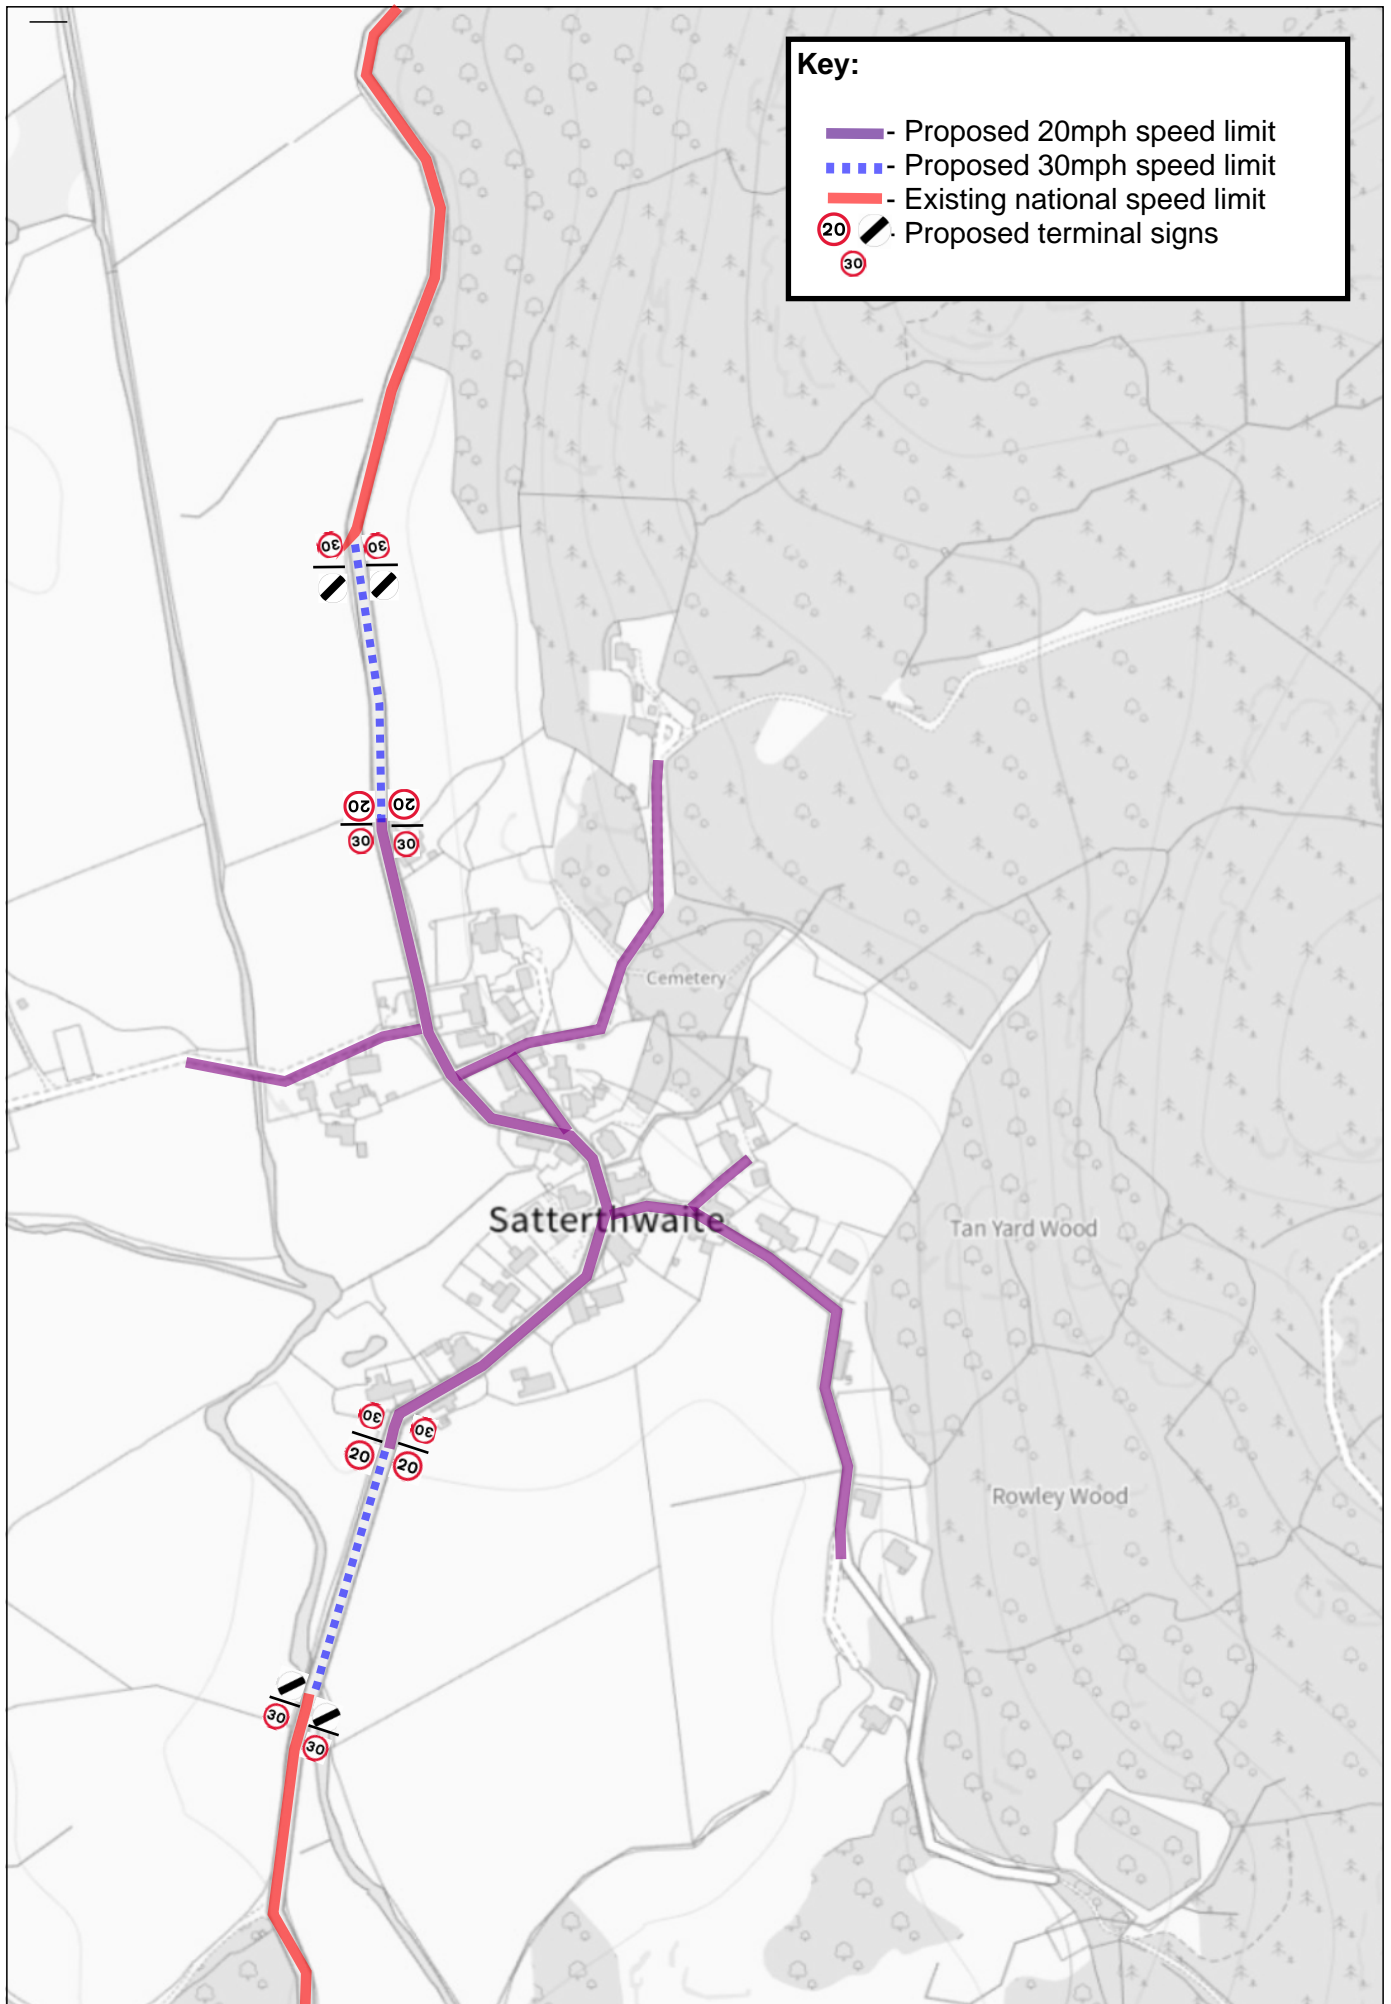 Key:
- Proposed 20mph speed limit
- Proposed 30mph speed limit
- Existing national speed limit
20 - Proposed terminal signs
30
30 30
20 20
30 30
Cemetery
Satterthwaite
Tan Yard Wood
30 30
20 20
Rowley Wood
30
30